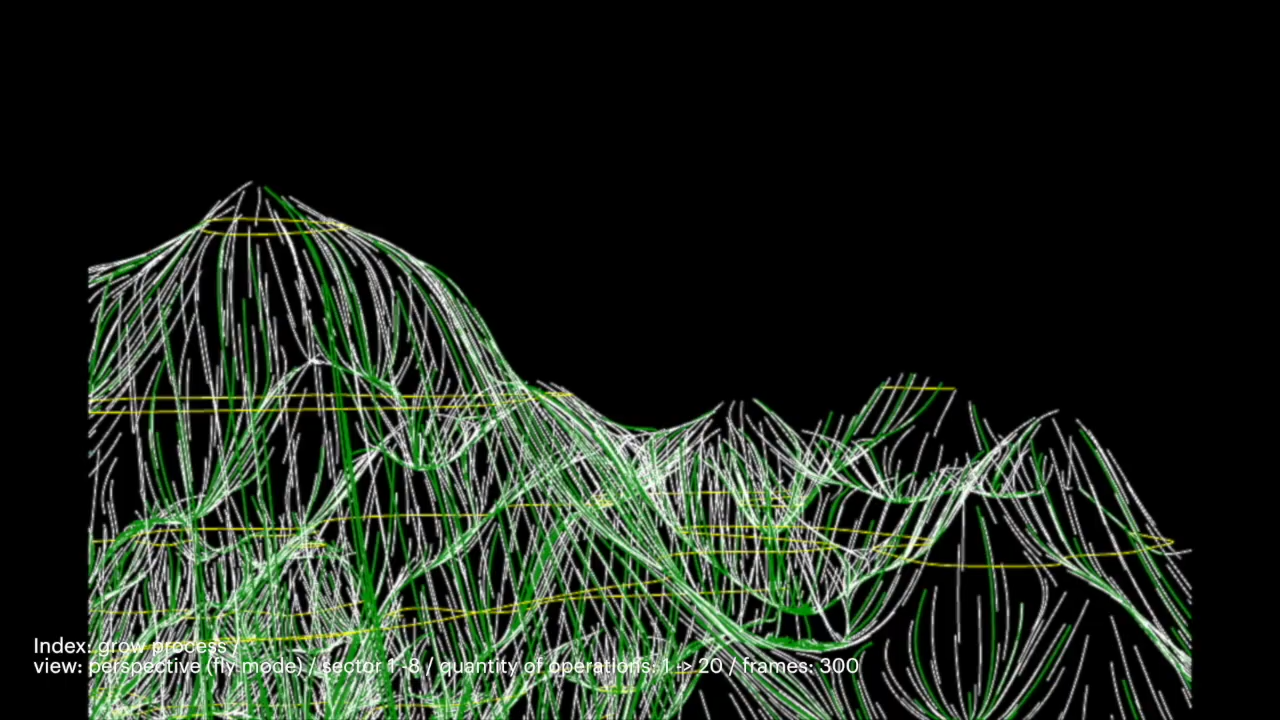 Index: grow process /
view: perspective (fly mode) / sector 1 -8 / quantity of operations: 1 -> 20 / frames: 300